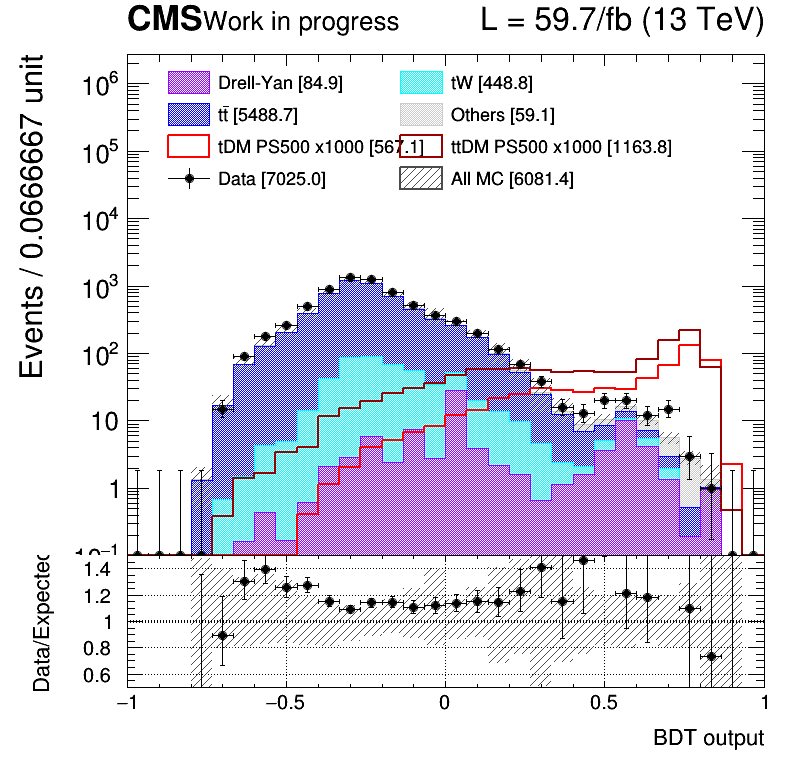 CMS Work in progress L = 59.7/fb (13 TeV)
Events / 0.0666667 unit
10⁶
10⁵
10⁴
10³
10²
10
1
10⁻¹
Drell-Yan [84.9] tW [448.8]
tt̄ [5488.7] Others [59.1]
tDM PS500 x1000 [567.1] ttDM PS500 x1000 [1163.8]
Data [7025.0] All MC [6081.4]
Data/Expected
1.4
1.2
1
0.8
0.6
−1 −0.5 0 0.5 1
BDT output